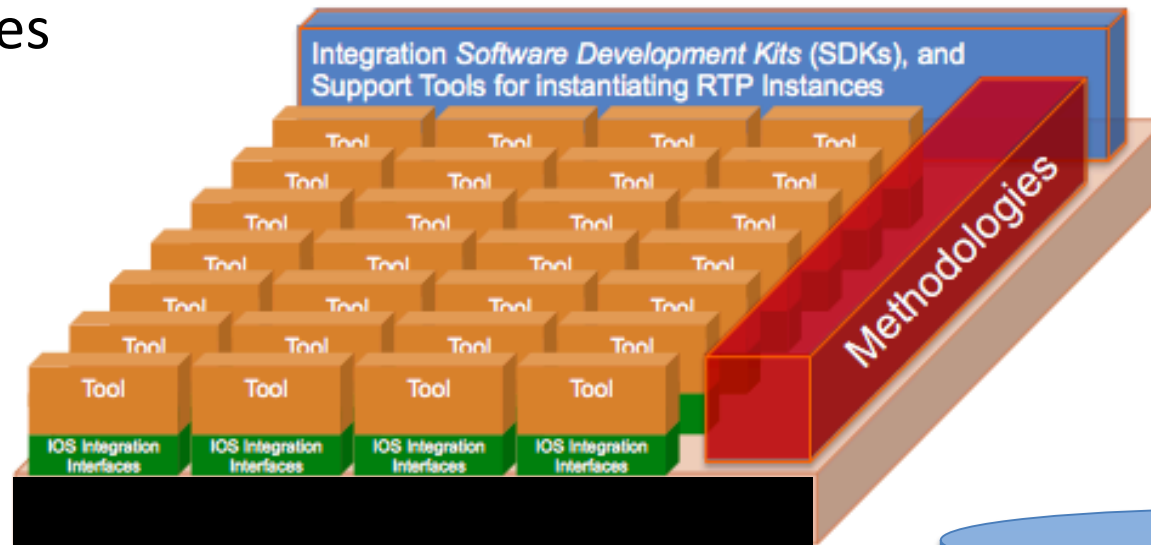 es
Integration Software Development Kits (SDKs), and
Support Tools for instantiating RTP Instances
Tool Tool Tool Tool
Tool Tool Tool Tool
Tool Tool Tool Tool
Tool Tool Tool Tool
Tool Tool Tool Tool
Tool Tool Tool Tool
Tool Tool Tool Tool
IOS Integration IOS Integration IOS Integration IOS Integration
Interfaces Interfaces Interfaces Interfaces
Methodologies